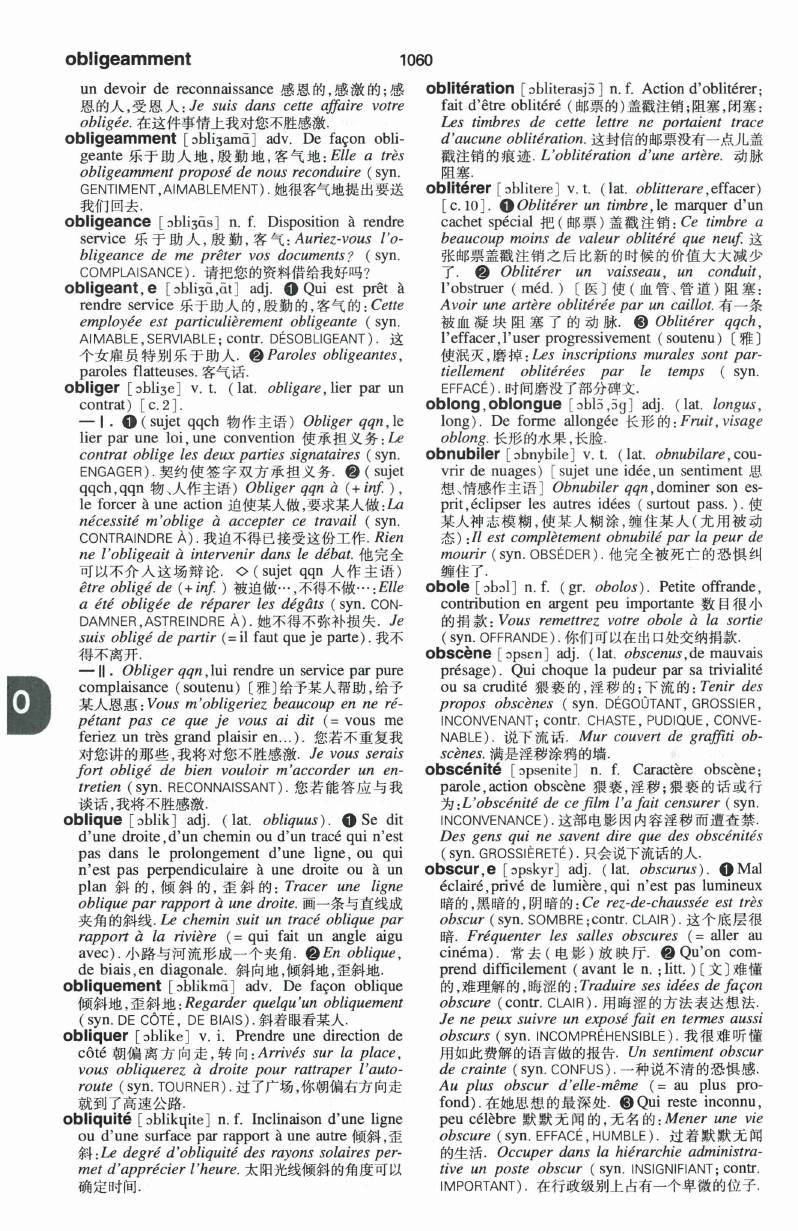 obligeamment
1060
un devoir de reconnaissance 感恩的,感激的;感
恩的人,受恩人:Je suis dans cette affaire votre
obligée. 在这件事情上我对您不胜感激.
obligeamment [ɔbliʒamɑ̃] adv. De façon obli-
geante 乐于助人地,殷勤地,客气地:Elle a très
obligeamment proposé de nous reconduire (syn.
GENTIMENT,AIMABLEMENT). 她很客气地提出要送
我们回去.
obligeance [ɔbliʒɑ̃s] n. f. Disposition à rendre
service 乐于助人,殷勤,客气: Auriez-vous l'o-
bligeance de me prêter vos documents? (syn.
COMPLAISANCE). 请把您的资料借给我好吗?
obligeant, e [ɔbliʒɑ̃,ɑ̃t] adj. ❶ Qui est prêt à
rendre service 乐于助人的,殷勤的,客气的:Cette
employée est particulièrement obligeante (syn.
AIMABLE,SERVIABLE; contr. DÉSOBLIGEANT). 这
个女雇员特别乐于助人. ❷ Paroles obligeantes,
paroles flatteuses. 客气话.
obliger [ɔbliʒe] v. t. (lat. obligare, lier par un
contrat) [c.2].
— Ⅰ. ❶ (sujet qqch 物作主语) Obliger qqn, le
lier par une loi, une convention 使承担义务:Le
contrat oblige les deux parties signataires (syn.
ENGAGER). 契约使签字双方承担义务. ❷ (sujet
qqch,qqn 物、人作主语) Obliger qqn à (+inf.),
le forcer à une action 迫使某人做,要求某人做:La
nécessité m'oblige à accepter ce travail (syn.
CONTRAINDRE À). 我迫不得已接受这份工作. Rien
ne l'obligeait à intervenir dans le débat. 他完全
可以不介入这场辩论. ◇ (sujet qqn 人作主语)
être obligé de (+inf.) 被迫做…,不得不做…:Elle
a été obligée de réparer les dégâts (syn. CON-
DAMNER,ASTREINDRE À). 她不得不弥补损失. Je
suis obligé de partir (=il faut que je parte). 我不
得不离开.
— Ⅱ. Obliger qqn, lui rendre un service par pure
complaisance (soutenu) [雅]给予某人帮助,给予
某人恩惠:Vous m'obligeriez beaucoup en ne ré-
pétant pas ce que je vous ai dit (= vous me
feriez un très grand plaisir en...). 您若不重复我
对您讲的那些,我将对您不胜感激. Je vous serais
fort obligé de bien vouloir m'accorder un en-
tretien (syn. RECONNAISSANT). 您若能答应与我
谈话,我将不胜感激.
oblique [ɔblik] adj. (lat. obliquus). ❶ Se dit
d'une droite, d'un chemin ou d'un tracé qui n'est
pas dans le prolongement d'une ligne, ou qui
n'est pas perpendiculaire à une droite ou à un
plan 斜的,倾斜的,歪斜的: Tracer une ligne
oblique par rapport à une droite. 画一条与直线成
夹角的斜线. Le chemin suit un tracé oblique par
rapport à la rivière (= qui fait un angle aigu
avec). 小路与河流形成一个夹角. ❷ En oblique,
de biais, en diagonale. 斜向地,倾斜地,歪斜地.
obliquement [ɔblikmɑ̃] adv. De façon oblique
倾斜地,歪斜地:Regarder quelqu'un obliquement
(syn. DE CÔTÉ, DE BIAIS). 斜着眼看某人.
obliquer [ɔblike] v. i. Prendre une direction de
côté 朝偏离方向走,转向:Arrivés sur la place,
vous obliquerez à droite pour rattraper l'auto-
route (syn. TOURNER). 过了广场,你朝偏右方向走
就到了高速公路.
obliquité [ɔblikɥite] n. f. Inclinaison d'une ligne
ou d'une surface par rapport à une autre 倾斜,歪
斜:Le degré d'obliquité des rayons solaires per-
met d'apprécier l'heure. 太阳光线倾斜的角度可以
确定时间.
O
oblitération [ɔbliterasjɔ̃] n. f. Action d'oblitérer;
fait d'être oblitéré (邮票的)盖戳注销;阻塞,闭塞:
Les timbres de cette lettre ne portaient trace
d'aucune oblitération. 这封信的邮票没有一点儿盖
戳注销的痕迹. L'oblitération d'une artère. 动脉
阻塞.
oblitérer [ɔblitere] v. t. (lat. oblitterare, effacer)
[c.10]. ❶ Oblitérer un timbre, le marquer d'un
cachet spécial 把(邮票)盖戳注销: Ce timbre a
beaucoup moins de valeur oblitéré que neuf. 这
张邮票盖戳注销之后比新的时候的价值大大减少
了. ❷ Oblitérer un vaisseau, un conduit,
l'obstruer (méd.) [医]使(血管、管道)阻塞:
Avoir une artère oblitérée par un caillot. 有一条
被血凝块阻塞了的动脉. ❸ Oblitérer qqch,
l'effacer, l'user progressivement (soutenu) [雅]
使泯灭,磨掉:Les inscriptions murales sont par-
tiellement oblitérées par le temps (syn.
EFFACÉ). 时间磨没了部分碑文.
oblong, oblongue [ɔblɔ̃,ɔ̃g] adj. (lat. longus,
long). De forme allongée 长形的:Fruit, visage
oblong. 长形的水果,长脸.
obnubiler [ɔbnybile] v. t. (lat. obnubilare, cou-
vrir de nuages) [sujet une idée, un sentiment 思
想、情感作主语] Obnubiler qqn, dominer son es-
prit, éclipser les autres idées (surtout pass.). 使
某人神志模糊,使某人糊涂,缠住某人(尤用被动
态):Il est complètement obnubilé par la peur de
mourir (syn. OBSÉDER). 他完全被死亡的恐惧纠
缠住了.
obole [ɔbɔl] n. f. (gr. obolos). Petite offrande,
contribution en argent peu importante 数目很小
的捐款: Vous remettrez votre obole à la sortie
(syn. OFFRANDE). 你们可以在出口处交纳捐款.
obscène [ɔpsɛn] adj. (lat. obscenus, de mauvais
présage). Qui choque la pudeur par sa trivialité
ou sa crudité 猥亵的,淫秽的;下流的: Tenir des
propos obscènes (syn. DÉGOÛTANT, GROSSIER,
INCONVENANT; contr. CHASTE, PUDIQUE, CONVE-
NABLE). 说下流话. Mur couvert de graffiti ob-
scènes. 满是淫秽涂鸦的墙.
obscénité [ɔpsenite] n. f. Caractère obscène;
parole, action obscène 猥亵,淫秽;猥亵的话或行
为:L'obscénité de ce film l'a fait censurer (syn.
INCONVENANCE). 这部电影因内容淫秽而遭查禁.
Des gens qui ne savent dire que des obscénités
(syn. GROSSIÈRETÉ). 只会说下流话的人.
obscur,e [ɔpskyr] adj. (lat. obscurus). ❶ Mal
éclairé, privé de lumière, qui n'est pas lumineux
暗的,黑暗的,阴暗的:Ce rez-de-chaussée est très
obscur (syn. SOMBRE;contr. CLAIR). 这个底层很
暗. Fréquenter les salles obscures (= aller au
cinéma). 常去(电影)放映厅. ❷ Qu'on com-
prend difficilement (avant le n. ; litt.) [文]难懂
的,难理解的,晦涩的:Traduire ses idées de façon
obscure (contr. CLAIR). 用晦涩的方法表达想法.
Je ne peux suivre un exposé fait en termes aussi
obscurs (syn. INCOMPRÉHENSIBLE). 我很难听懂
用如此费解的语言做的报告. Un sentiment obscur
de crainte (syn. CONFUS). 一种说不清的恐惧感.
Au plus obscur d'elle-même (= au plus pro-
fond). 在她思想的最深处. ❸ Qui reste inconnu,
peu célèbre 默默无闻的,无名的: Mener une vie
obscure (syn. EFFACÉ,HUMBLE). 过着默默无闻
的生活. Occuper dans la hiérarchie administra-
tive un poste obscur (syn. INSIGNIFIANT; contr.
IMPORTANT). 在行政级别上占有一个卑微的位子.